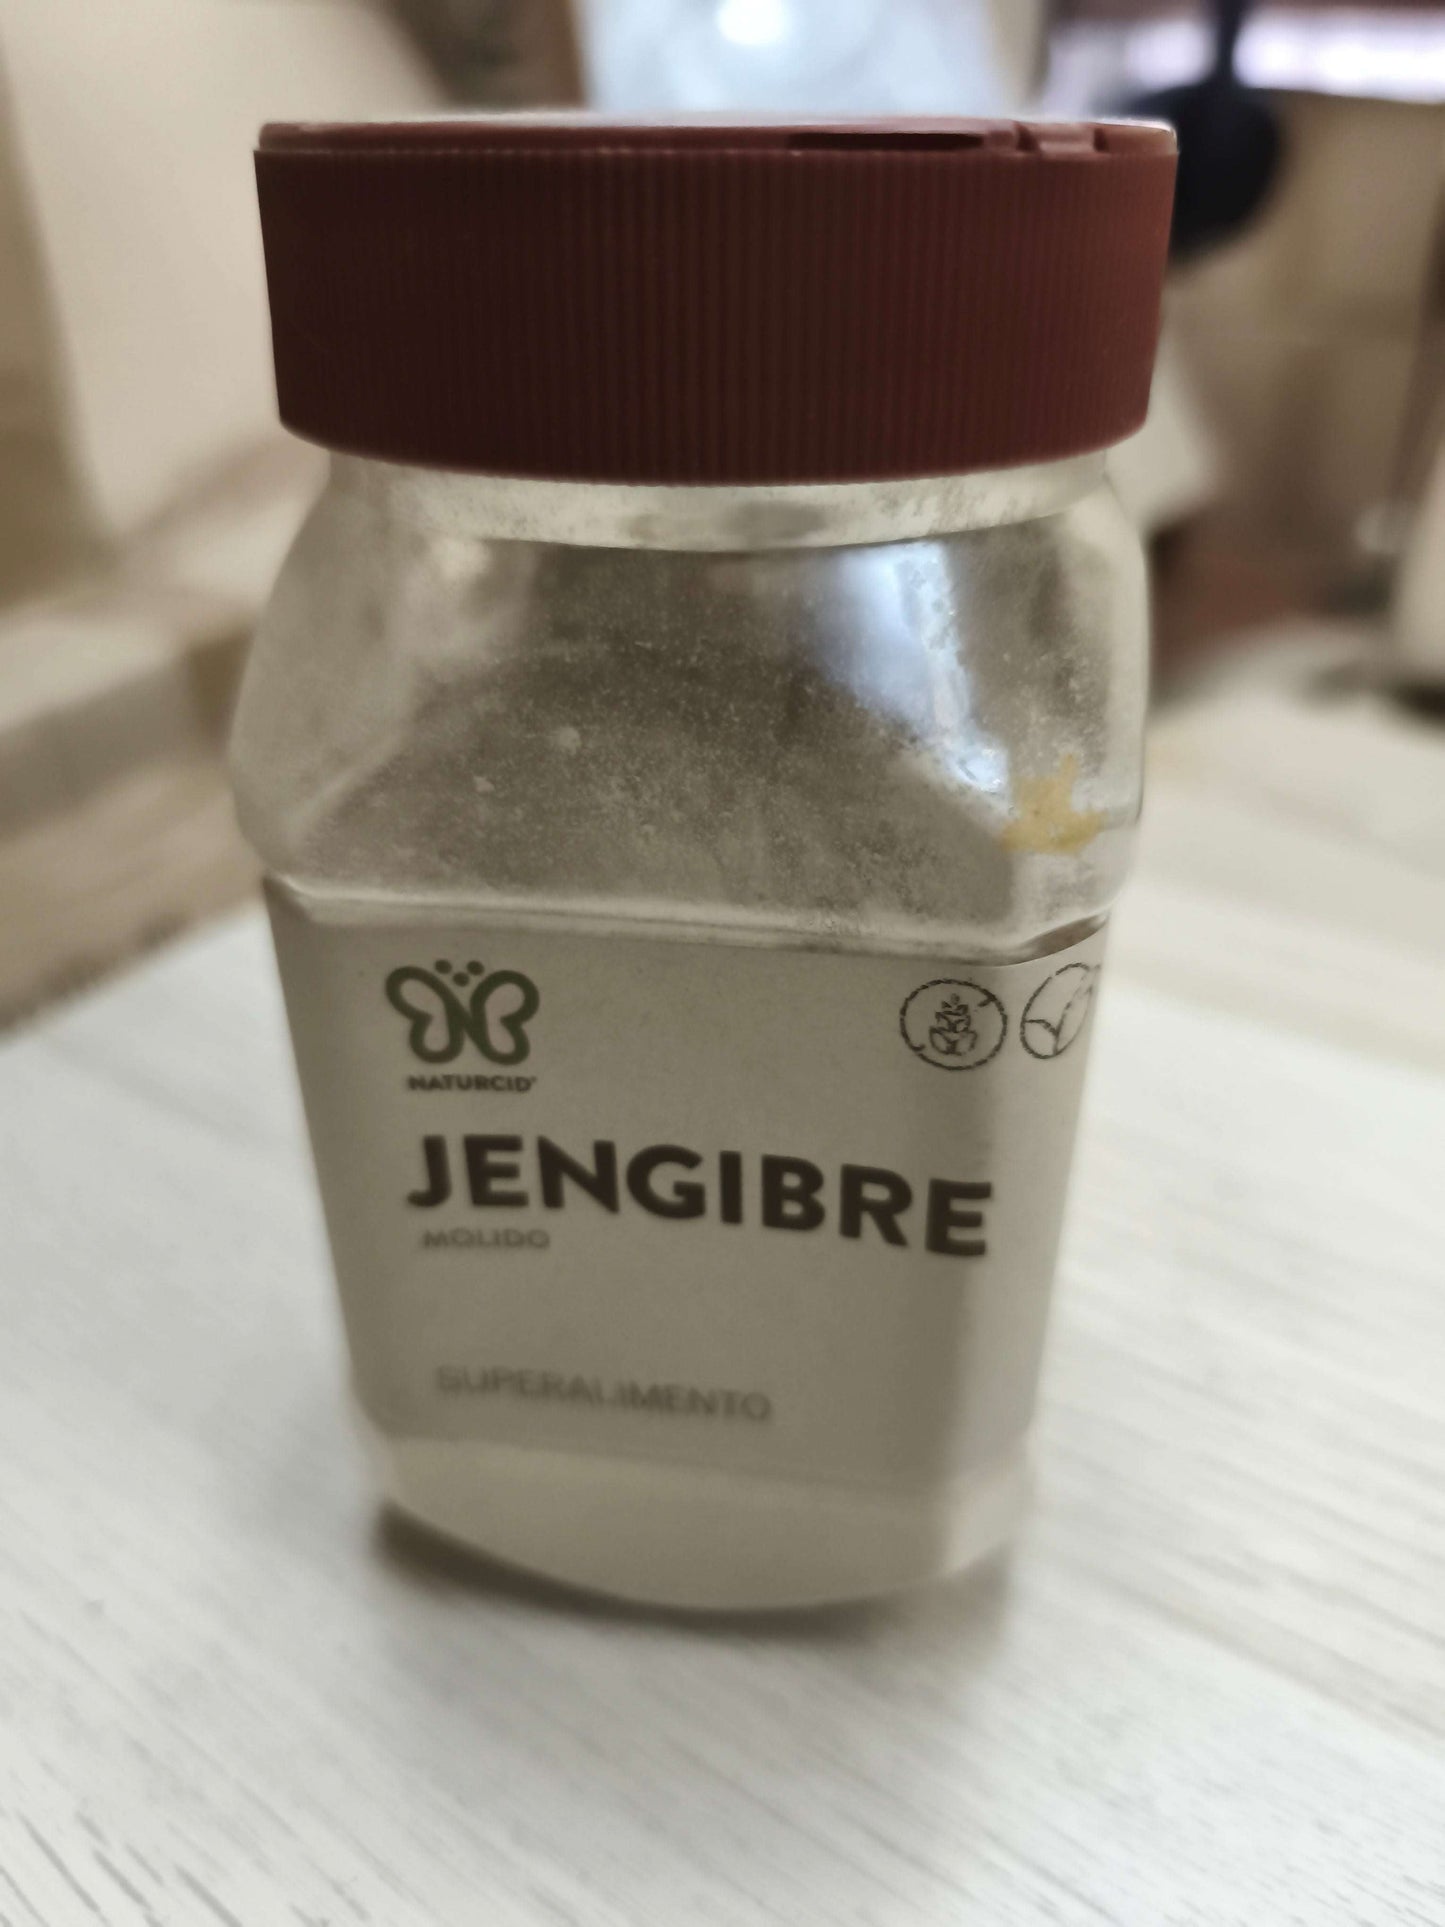 NATURCID®
JENGIBRE
MOLIDO
SUPERALIMENTO